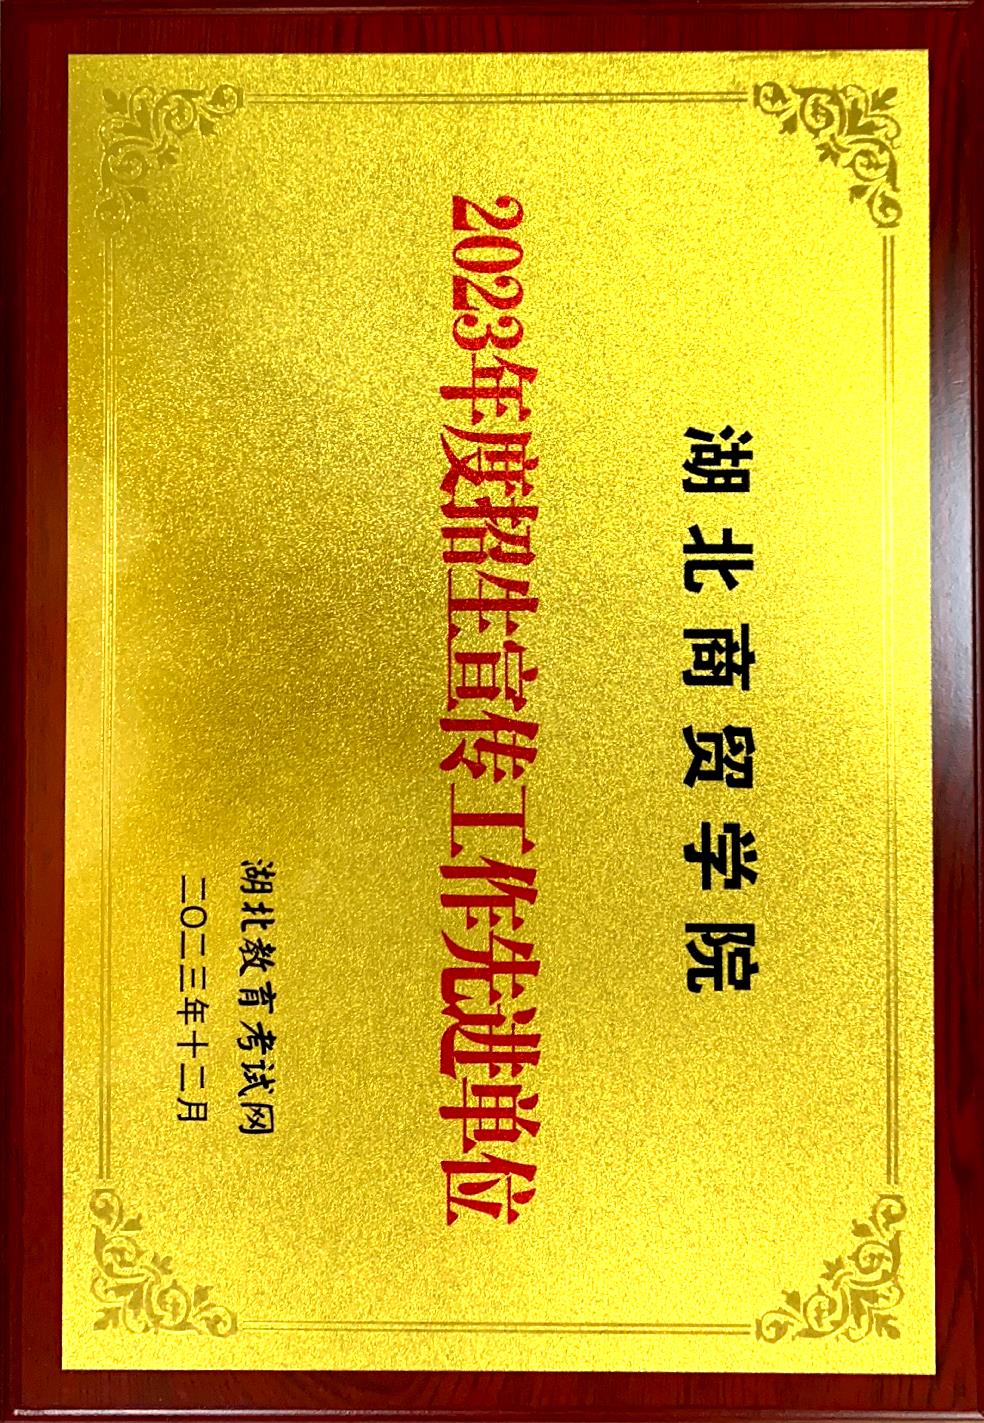 湖北商贸学院
2023年度招生宣传工作先进单位
湖北教育考试网
二〇二三年十二月